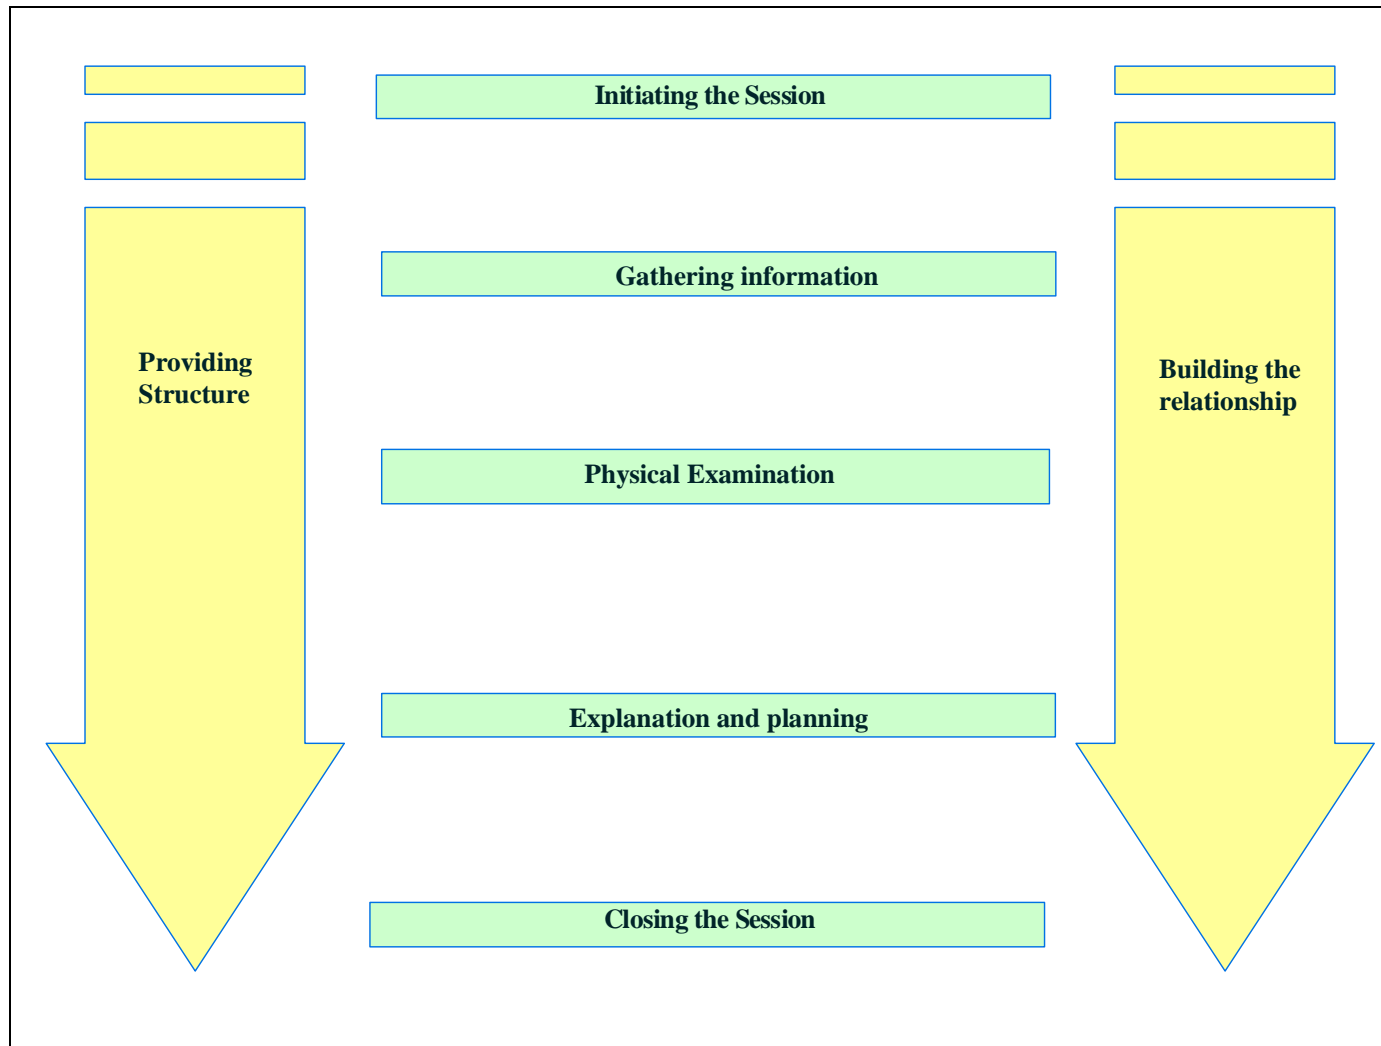 Initiating the Session
Gathering information
Providing
Structure
Building the
relationship
Physical Examination
Explanation and planning
Closing the Session